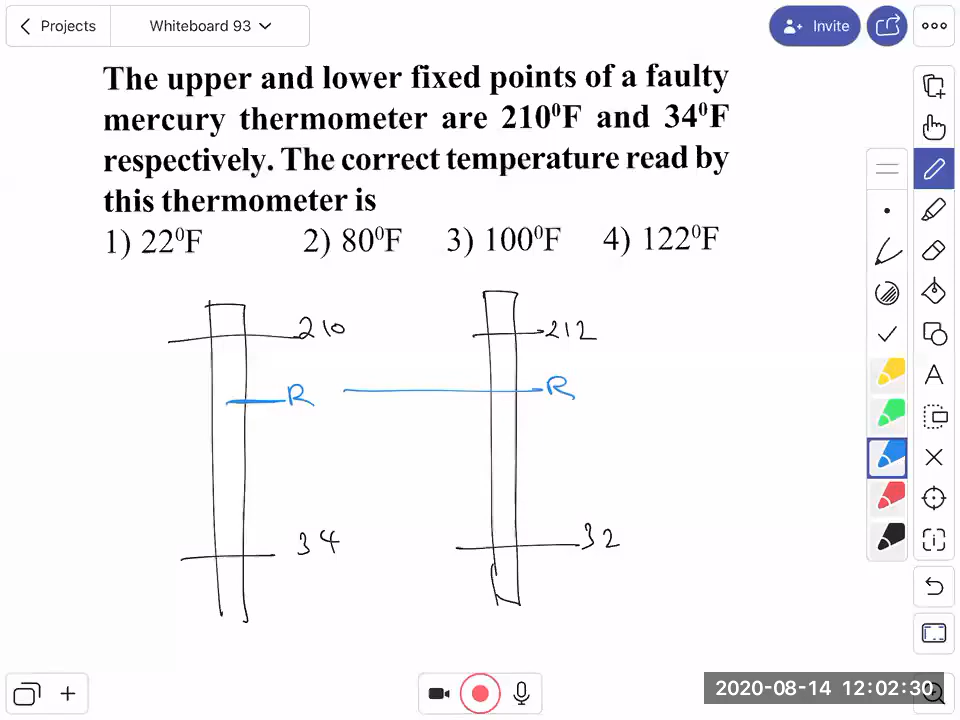 Projects
Whiteboard 93
Invite
The upper and lower fixed points of a faulty
mercury thermometer are 210⁰F and 34⁰F
respectively. The correct temperature read by
this thermometer is
1) 22⁰F 2) 80⁰F 3) 100⁰F 4) 122⁰F
210 212
R R
34 32
A
2020-08-14 12:02:30